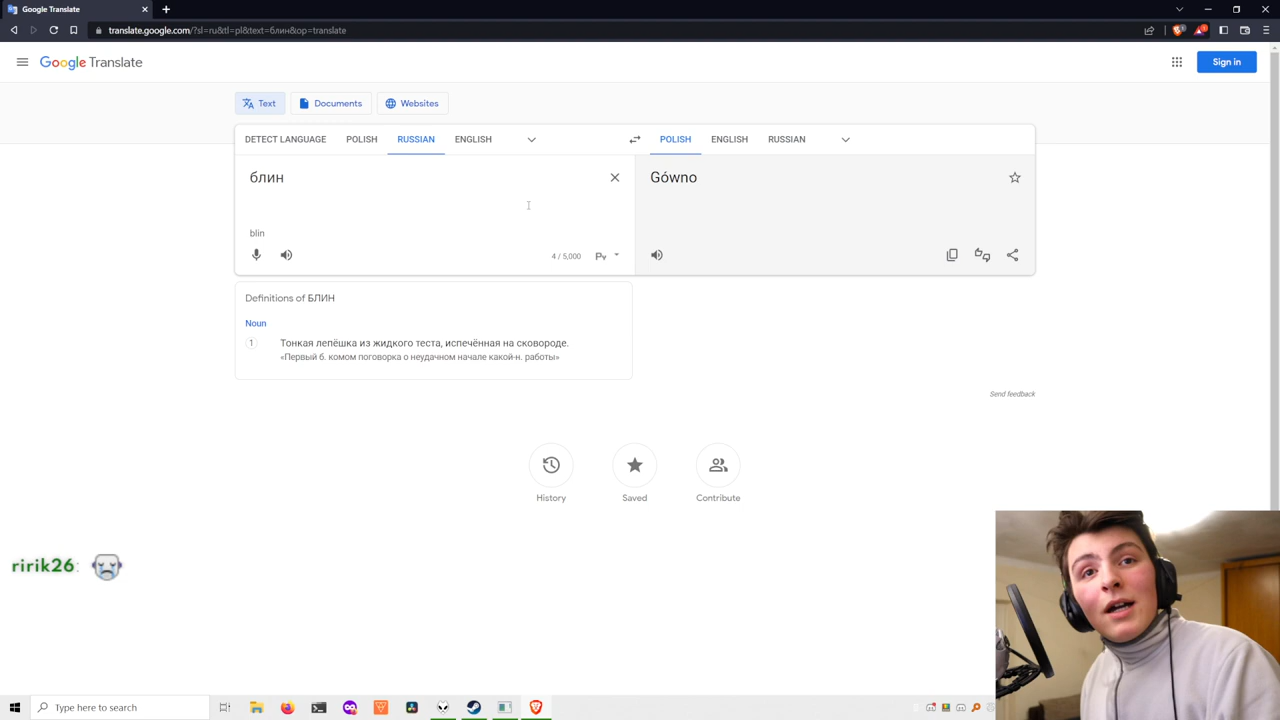 Google Translate
translate.google.com/?sl=ru&tl=pl&text=блин&op=translate
Google Translate
Sign in
Text
Documents
Websites
DETECT LANGUAGE
POLISH
RUSSIAN
ENGLISH
POLISH
ENGLISH
RUSSIAN
блин
Gówno
blin
4 / 5,000
Definitions of БЛИН
Noun
1
Тонкая лепёшка из жидкого теста, испечённая на сковороде.
«Первый б. комом поговорка о неудачном начале какой-н. работы»
Send feedback
History
Saved
Contribute
ririk26:
Type here to search